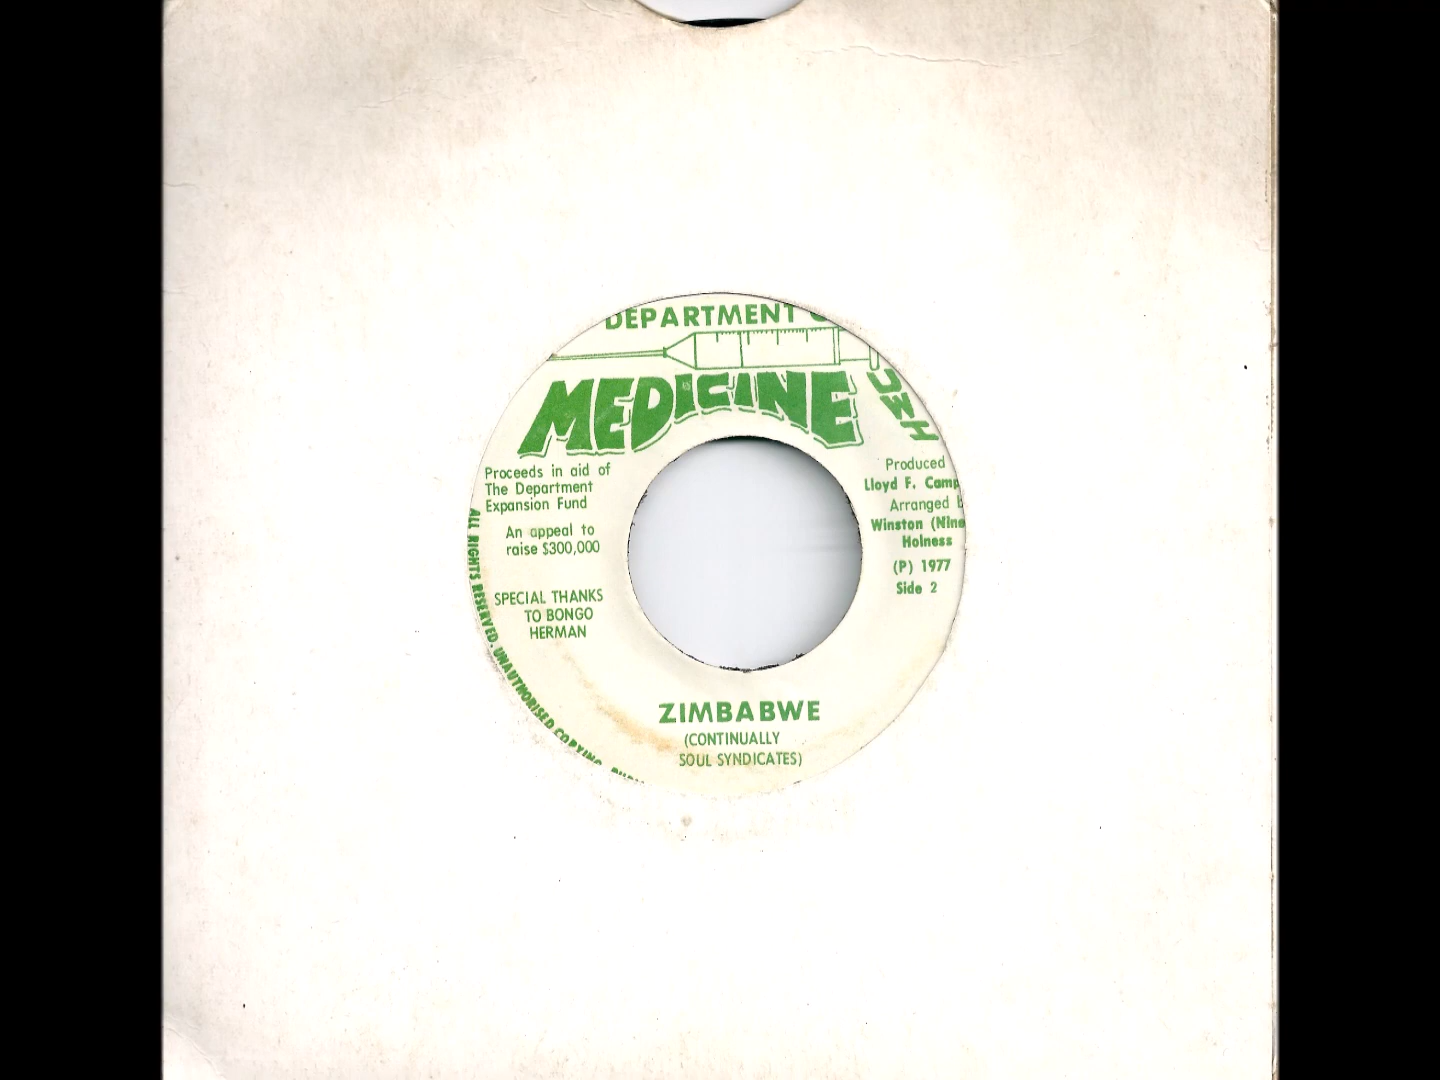 DEPARTMENT
MEDICINE
UWI
Proceeds in aid of
The Department
Expansion Fund
An appeal to
raise $300,000
SPECIAL THANKS
TO BONGO
HERMAN
Produced
Lloyd F. Camp
Arranged
Winston (Nine
Holness
(P) 1977
Side 2
ALL RIGHTS RESERVED. UNAUTHORISED COPYING,
ZIMBABWE
(CONTINUALLY
SOUL SYNDICATES)